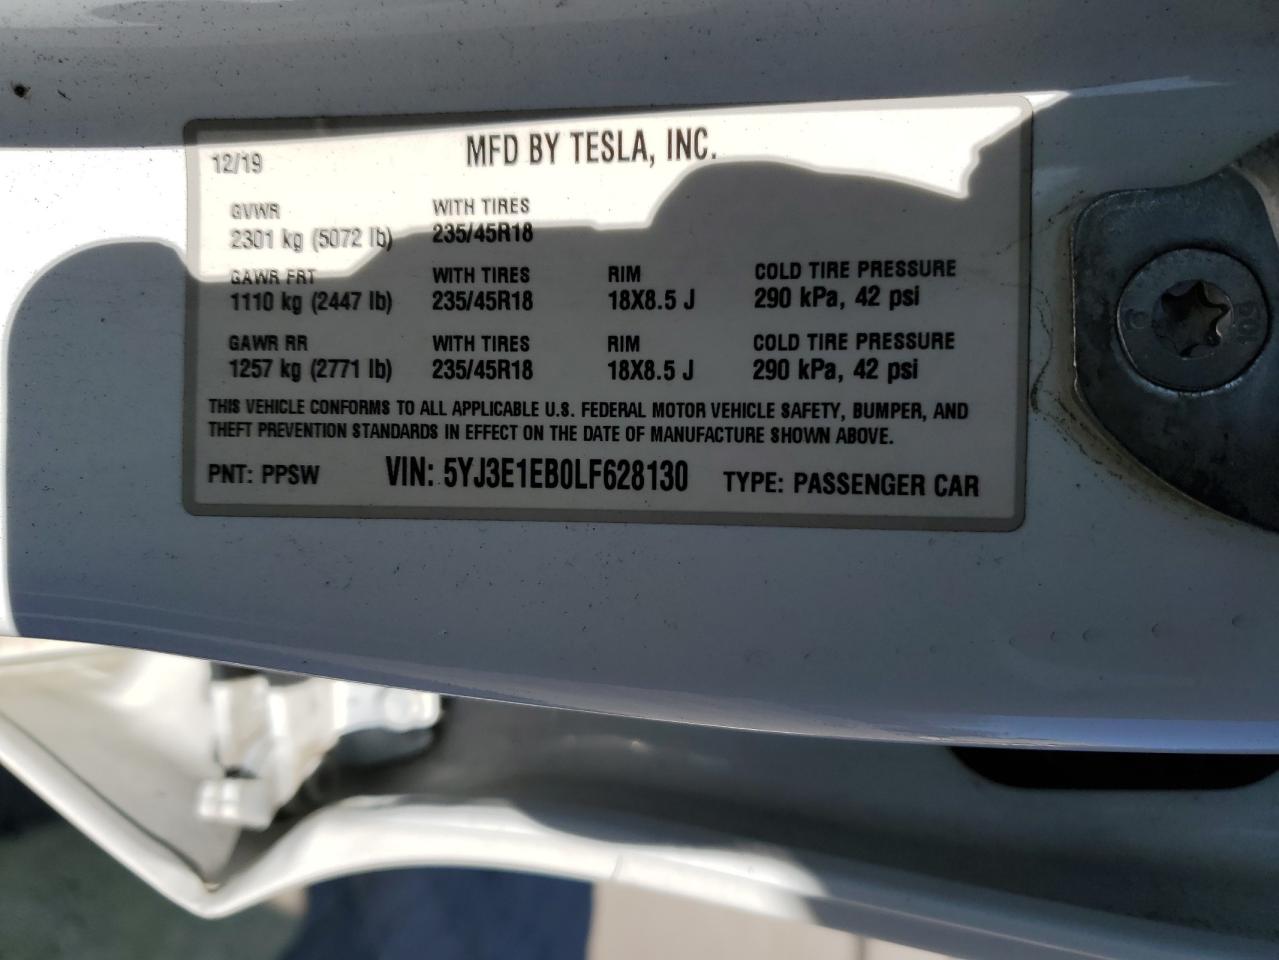 12/19 MFD BY TESLA, INC.
GVWR WITH TIRES
2301 kg (5072 lb) 235/45R18
GAWR FRT WITH TIRES RIM COLD TIRE PRESSURE
1110 kg (2447 lb) 235/45R18 18X8.5 J 290 kPa, 42 psi
GAWR RR WITH TIRES RIM COLD TIRE PRESSURE
1257 kg (2771 lb) 235/45R18 18X8.5 J 290 kPa, 42 psi
THIS VEHICLE CONFORMS TO ALL APPLICABLE U.S. FEDERAL MOTOR VEHICLE SAFETY, BUMPER, AND
THEFT PREVENTION STANDARDS IN EFFECT ON THE DATE OF MANUFACTURE SHOWN ABOVE.
PNT: PPSW VIN: 5YJ3E1EB0LF628130 TYPE: PASSENGER CAR